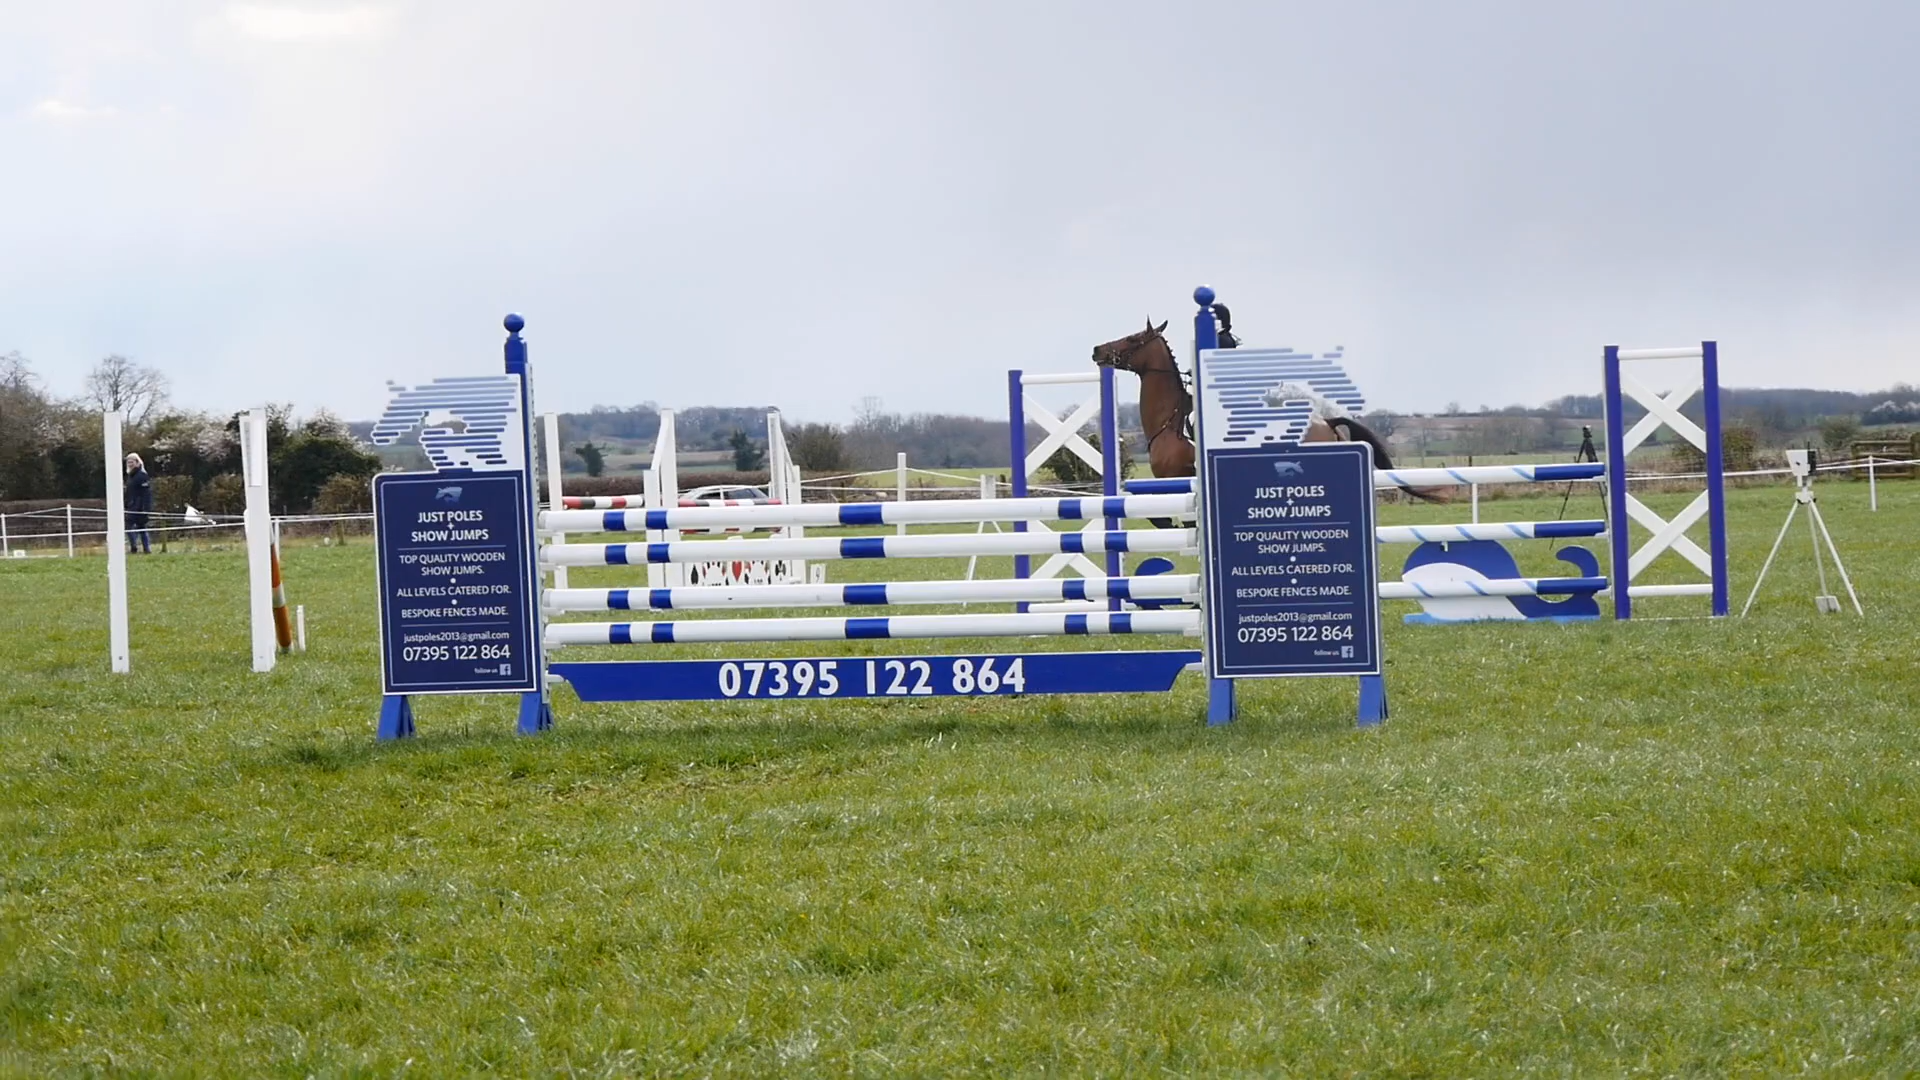 JUST POLES
+
SHOW JUMPS
TOP QUALITY WOODEN
SHOW JUMPS.
•
ALL LEVELS CATERED FOR.
•
BESPOKE FENCES MADE.
justpoles2013@gmail.com
07395 122 864
follow us f
07395 122 864
JUST POLES
+
SHOW JUMPS
TOP QUALITY WOODEN
SHOW JUMPS.
•
ALL LEVELS CATERED FOR.
•
BESPOKE FENCES MADE.
justpoles2013@gmail.com
07395 122 864
follow us f
9